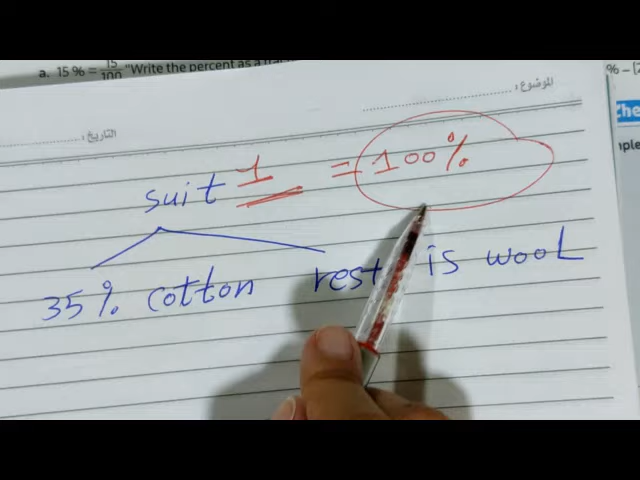 a. 15 % = 15/100 "Write the percent as a
% –
الموضوع :
التاريخ :
suit 1 = 100%
35% cotton rest is wool